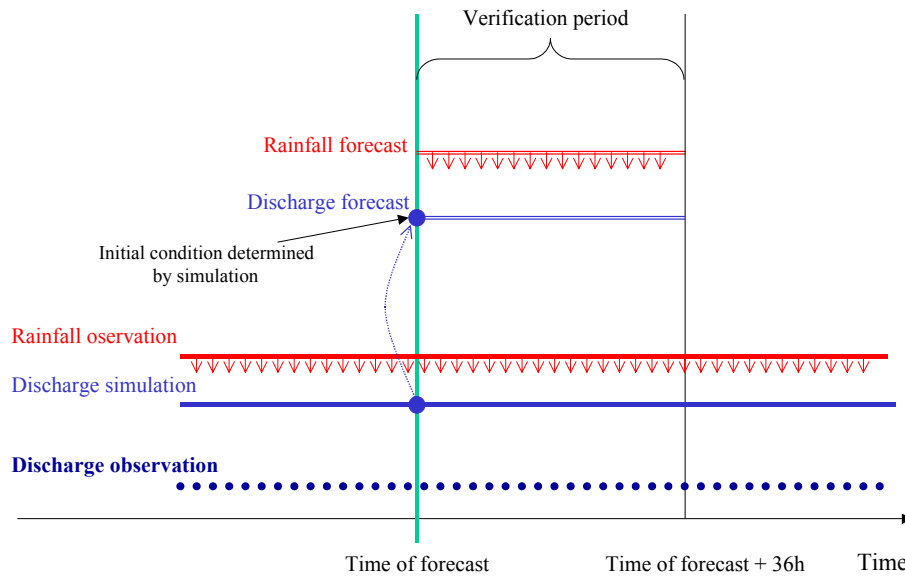 Verification period
Rainfall forecast
Discharge forecast
Initial condition determined
by simulation
Rainfall oservation
Discharge simulation
Discharge observation
Time of forecast
Time of forecast + 36h
Time